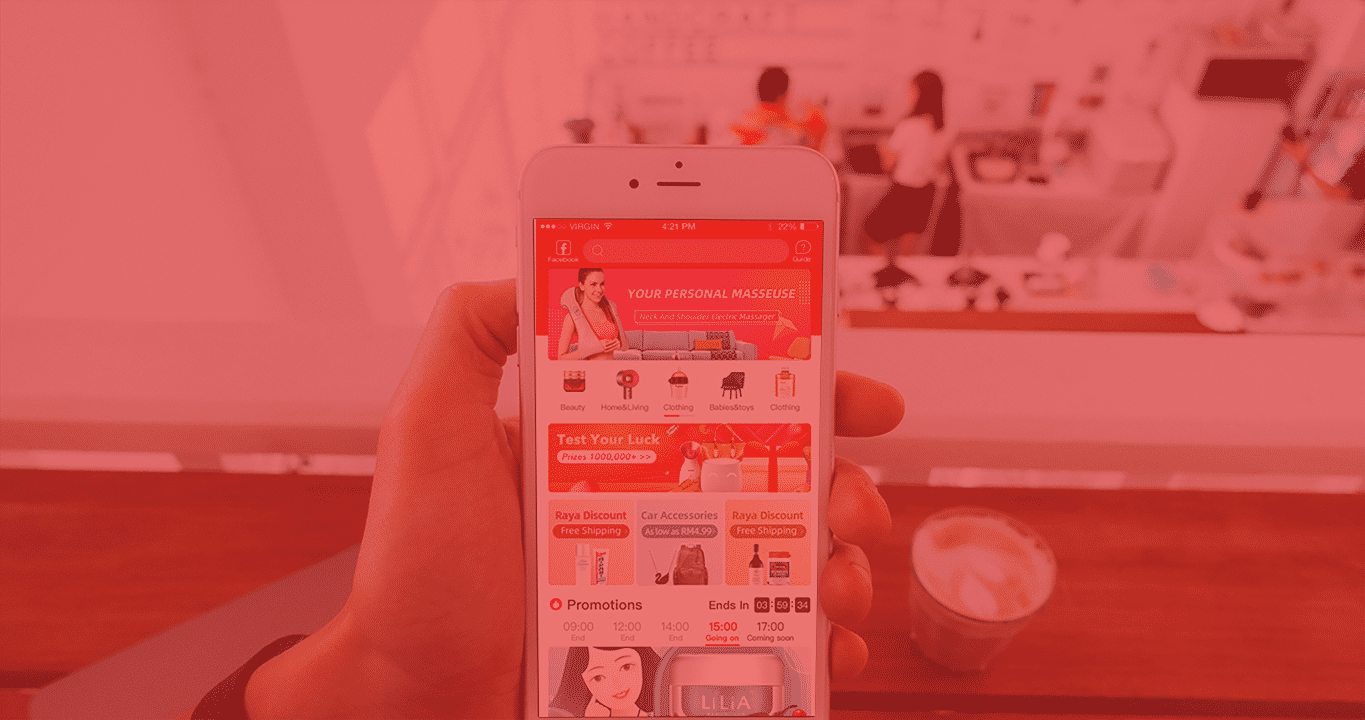 COFFEE
VIRGIN 4:21 PM 22%
Facebook Guide
YOUR PERSONAL MASSEUSE
Neck And Shoulder Electric Massager
Beauty Home&Living Clothing Babies&toys Clothing
Test Your Luck
Prizes 1000,000+ >>
Raya Discount Car Accessories Raya Discount
Free Shipping As low as RM4.99 Free Shipping
Promotions Ends In 03:59:34
09:00 12:00 14:00 15:00 17:00
End End End Going on Coming soon
LiLiA